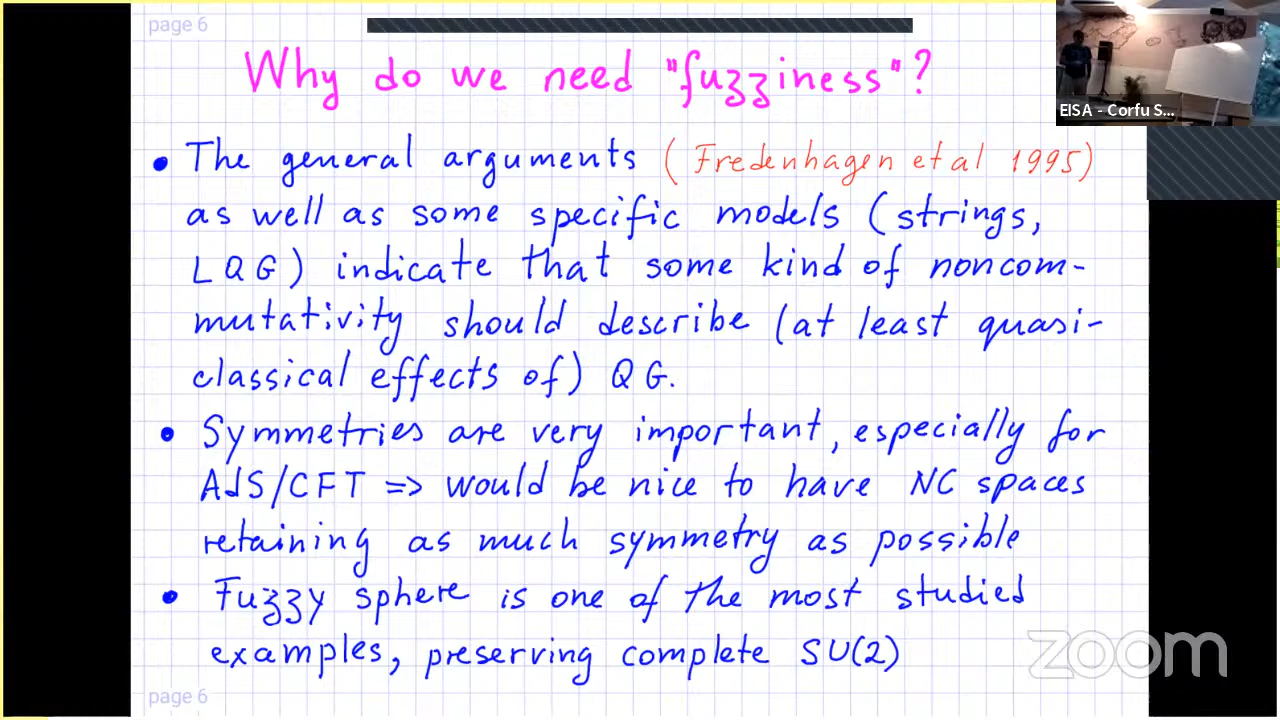 page 6
Why do we need "fuzziness"?
EISA - Corfu S...
• The general arguments (Fredenhagen et al 1995)
as well as some specific models (strings,
LQG) indicate that some kind of noncom-
mutativity should describe (at least quasi-
classical effects of) QG.
• Symmetries are very important, especially for
AdS/CFT => would be nice to have NC spaces
retaining as much symmetry as possible
• Fuzzy sphere is one of the most studied
examples, preserving complete SU(2)
zoom
page 6